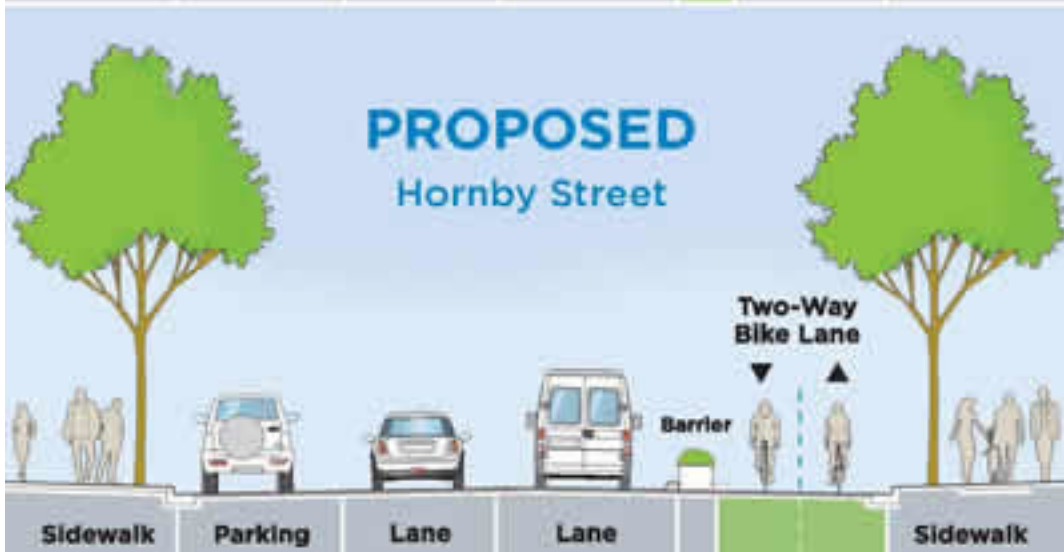 PROPOSED
Hornby Street
Two-Way
Bike Lane
Barrier
Sidewalk
Parking
Lane
Lane
Sidewalk